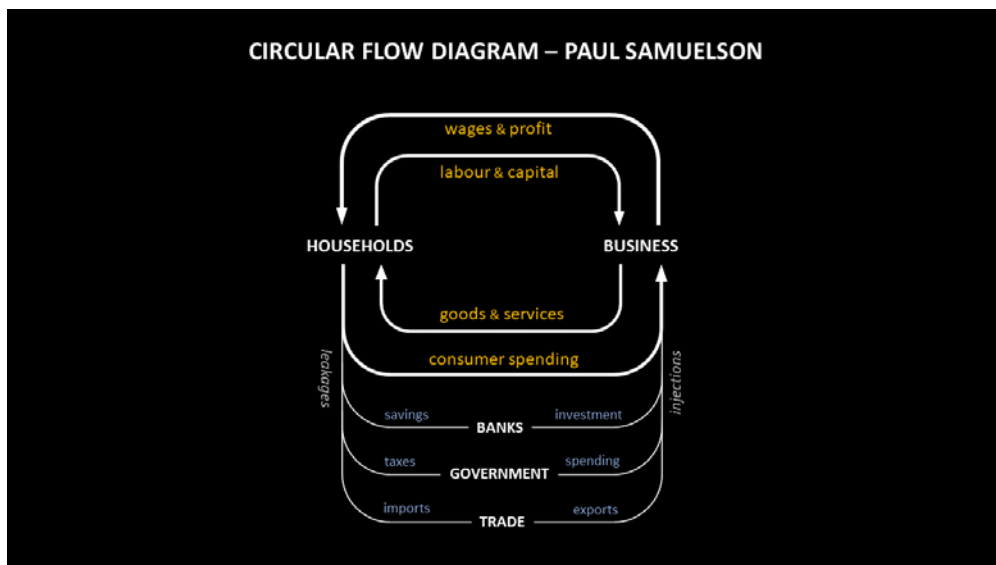 CIRCULAR FLOW DIAGRAM – PAUL SAMUELSON
wages & profit
labour & capital
HOUSEHOLDS BUSINESS
goods & services
consumer spending
leakages
injections
savings investment
BANKS
taxes spending
GOVERNMENT
imports exports
TRADE